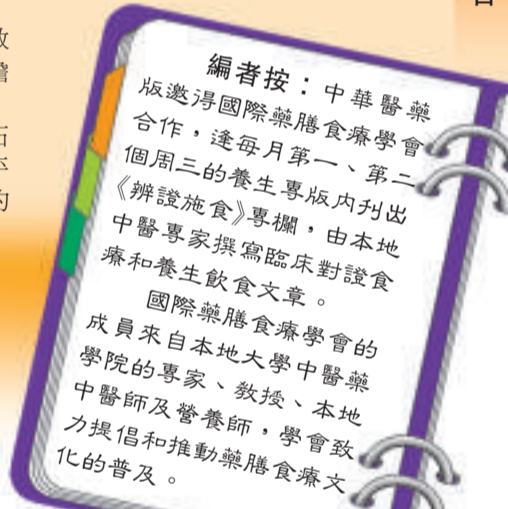 編者按：中華醫藥
版邀得國際藥膳食療學會
合作，逢每月第一、第二
個周三的養生專版內刊出
《辨證施食》專欄，由本地
中醫專家撰寫臨床對證食
療和養生飲食文章。
國際藥膳食療學會的
成員來自本地大學中醫藥
學院的專家、教授、本地
中醫師及營養師，學會致
力提倡和推動藥膳食療文
化的普及。